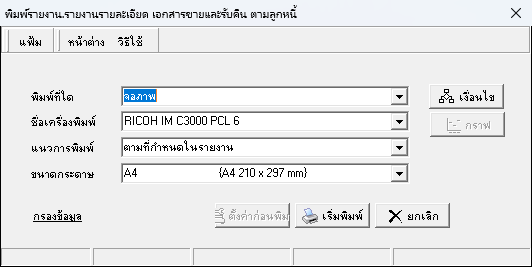 พิมพ์รายงาน.รายงานรายละเอียด เอกสารขายและรับคืน ตามลูกหนี้
แฟ้ม หน้าต่าง วิธีใช้
พิมพ์ที่ใด จอภาพ เงื่อนไข
ชื่อเครื่องพิมพ์ RICOH IM C3000 PCL 6 กราฟ
แนวการพิมพ์ ตามที่กำหนดในรายงาน
ขนาดกระดาษ A4 {A4 210 x 297 mm}
กรองข้อมูล ตั้งค่าก่อนพิม เริ่มพิมพ์ ยกเลิก